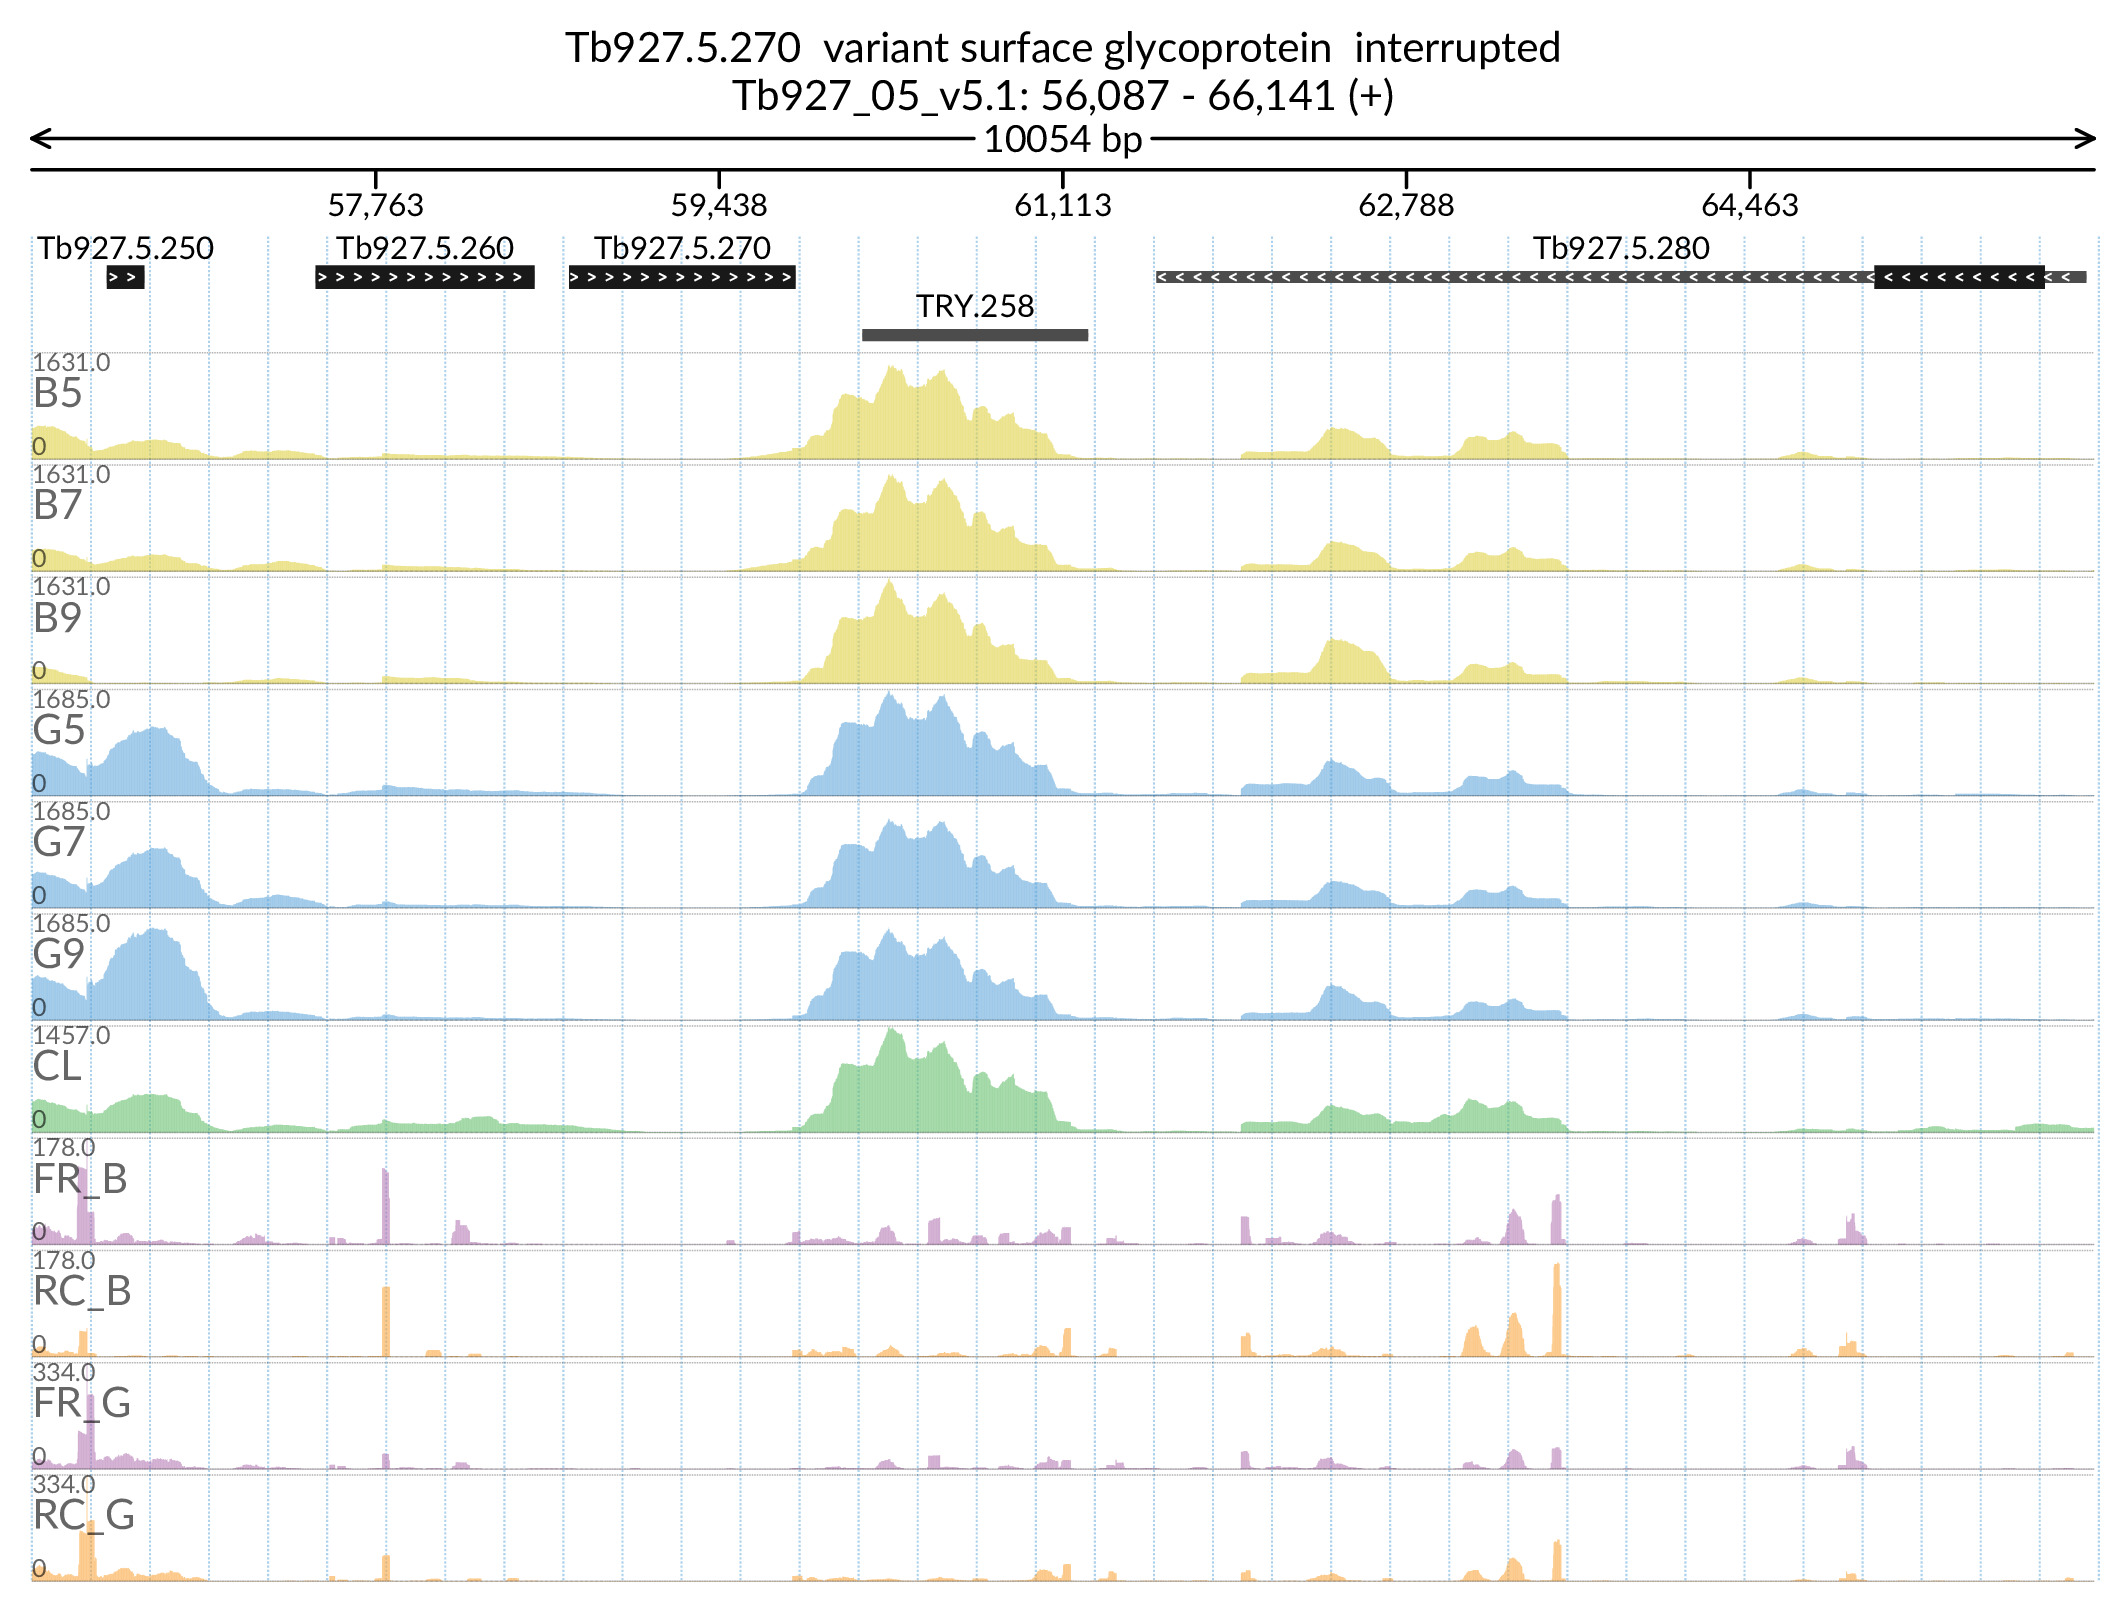 Tb927.5.270 variant surface glycoprotein interrupted
Tb927_05_v5.1: 56,087 - 66,141 (+)
10054 bp
57,763 59,438 61,113 62,788 64,463
Tb927.5.250 Tb927.5.260 Tb927.5.270 Tb927.5.280
TRY.258
1631.0
B5
0
1631.0
B7
0
1631.0
B9
0
1685.0
G5
0
1685.0
G7
0
1685.0
G9
0
1457.0
CL
0
178.0
FR_B
0
178.0
RC_B
0
334.0
FR_G
0
334.0
RC_G
0